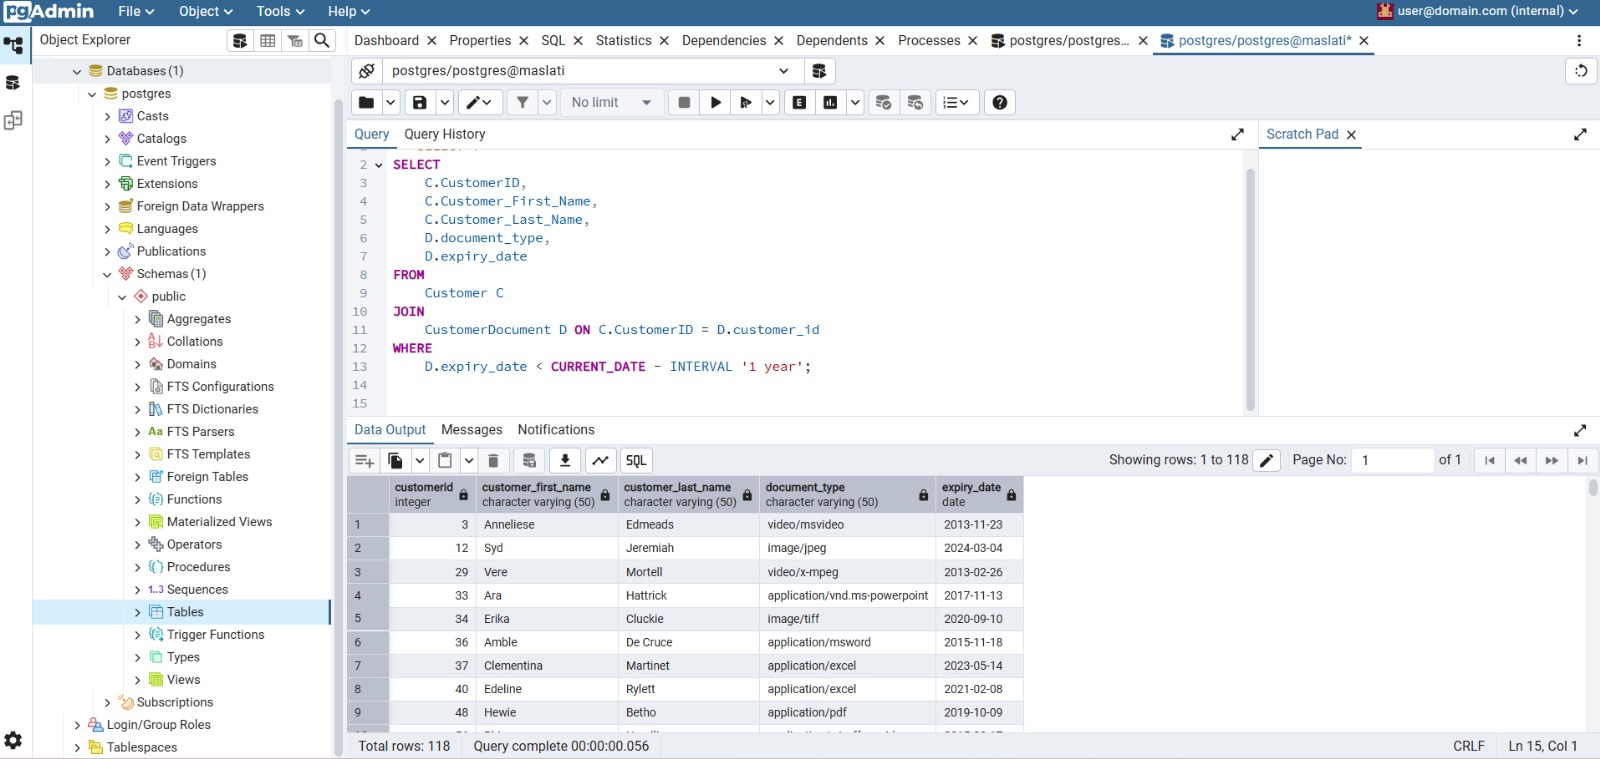 pgAdmin File Object Tools Help user@domain.com (internal)
Object Explorer
Dashboard Properties SQL Statistics Dependencies Dependents Processes postgres/postgres... postgres/postgres@maslati*
Databases (1)
postgres
Casts
Catalogs
Event Triggers
Extensions
Foreign Data Wrappers
Languages
Publications
Schemas (1)
public
Aggregates
Collations
Domains
FTS Configurations
FTS Dictionaries
FTS Parsers
FTS Templates
Foreign Tables
Functions
Materialized Views
Operators
Procedures
1..3 Sequences
Tables
Trigger Functions
Types
Views
Subscriptions
Login/Group Roles
Tablespaces
postgres/postgres@maslati
No limit
Query Query History
Scratch Pad
2 SELECT
3 C.CustomerID,
4 C.Customer_First_Name,
5 C.Customer_Last_Name,
6 D.document_type,
7 D.expiry_date
8 FROM
9 Customer C
10 JOIN
11 CustomerDocument D ON C.CustomerID = D.customer_id
12 WHERE
13 D.expiry_date < CURRENT_DATE - INTERVAL '1 year';
14
15
Data Output Messages Notifications
SQL Showing rows: 1 to 118 Page No: 1 of 1
customerid customer_first_name customer_last_name document_type expiry_date
integer character varying (50) character varying (50) character varying (50) date
1 3 Anneliese Edmeads video/msvideo 2013-11-23
2 12 Syd Jeremiah image/jpeg 2024-03-04
3 29 Vere Mortell video/x-mpeg 2013-02-26
4 33 Ara Hattrick application/vnd.ms-powerpoint 2017-11-13
5 34 Erika Cluckie image/tiff 2020-09-10
6 36 Amble De Cruce application/msword 2015-11-18
7 37 Clementina Martinet application/excel 2023-05-14
8 40 Edeline Rylett application/excel 2021-02-08
9 48 Hewie Betho application/pdf 2019-10-09
Total rows: 118 Query complete 00:00:00.056 CRLF Ln 15, Col 1